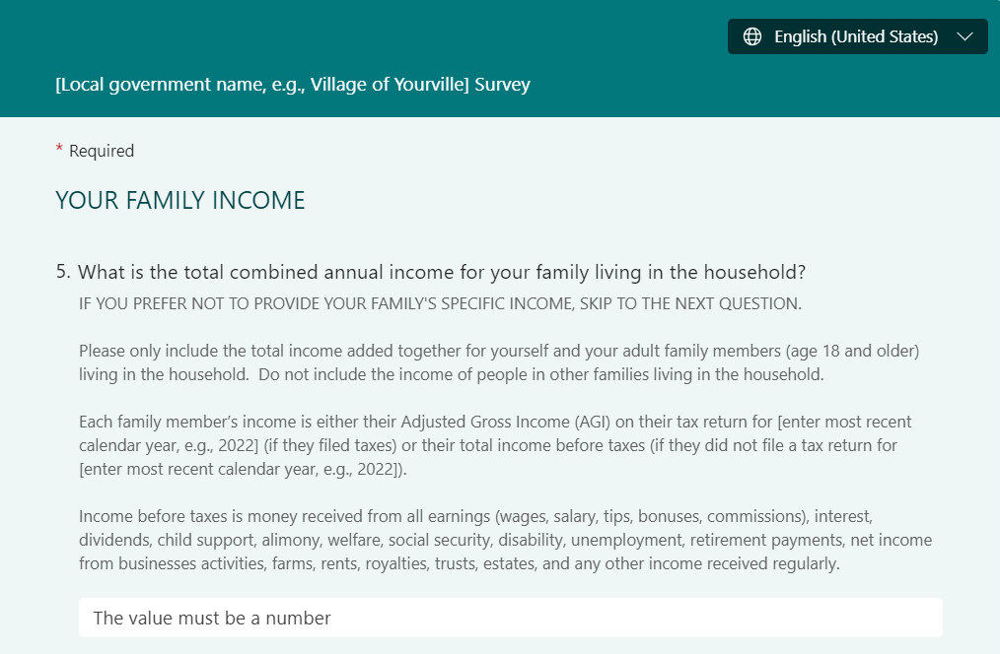 English (United States)
[Local government name, e.g., Village of Yourville] Survey
* Required
YOUR FAMILY INCOME
5. What is the total combined annual income for your family living in the household?
IF YOU PREFER NOT TO PROVIDE YOUR FAMILY'S SPECIFIC INCOME, SKIP TO THE NEXT QUESTION.
Please only include the total income added together for yourself and your adult family members (age 18 and older)
living in the household.  Do not include the income of people in other families living in the household.
Each family member’s income is either their Adjusted Gross Income (AGI) on their tax return for [enter most recent
calendar year, e.g., 2022] (if they filed taxes) or their total income before taxes (if they did not file a tax return for
[enter most recent calendar year, e.g., 2022]).
Income before taxes is money received from all earnings (wages, salary, tips, bonuses, commissions), interest,
dividends, child support, alimony, welfare, social security, disability, unemployment, retirement payments, net income
from businesses activities, farms, rents, royalties, trusts, estates, and any other income received regularly.
The value must be a number